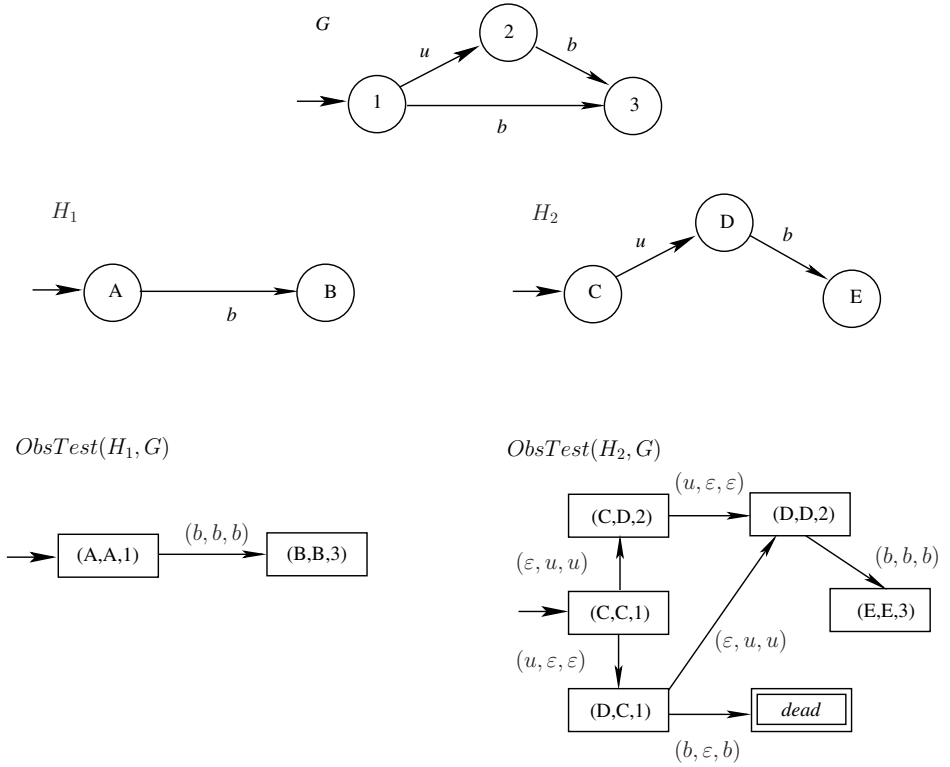 G
2
u
b
1
3
b
H₁
H₂
D
u
b
A
B
C
E
b
ObsTest(H₁, G)
ObsTest(H₂, G)
(u, ε, ε)
(C,D,2)
(D,D,2)
(b, b, b)
(b, b, b)
(A,A,1)
(B,B,3)
(ε, u, u)
(C,C,1)
(E,E,3)
(ε, u, u)
(u, ε, ε)
(D,C,1)
dead
(b, ε, b)